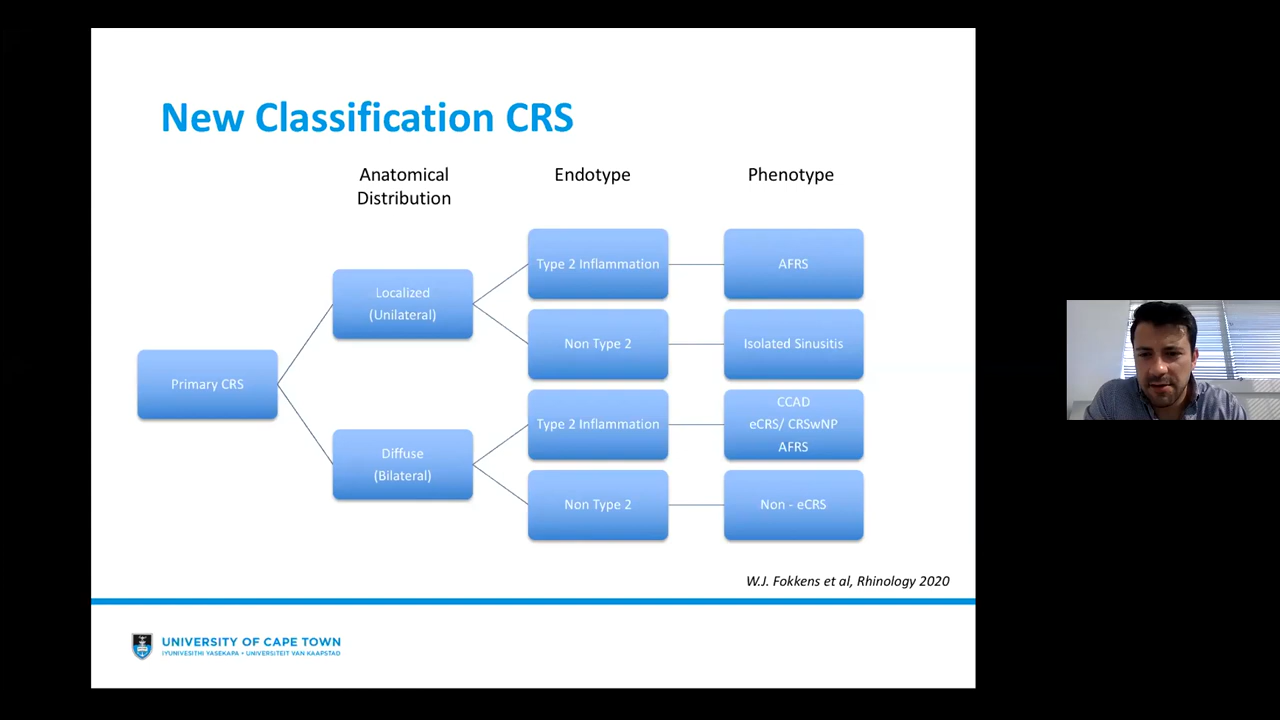 New Classification CRS
Anatomical
Distribution
Endotype
Phenotype
Primary CRS
Localized
(Unilateral)
Diffuse
(Bilateral)
Type 2 Inflammation
Non Type 2
Type 2 Inflammation
Non Type 2
AFRS
Isolated Sinusitis
CCAD
eCRS/ CRSwNP
AFRS
Non - eCRS
W.J. Fokkens et al, Rhinology 2020
UNIVERSITY OF CAPE TOWN
IYUNIVESITHI YASEKAPA • UNIVERSITEIT VAN KAAPSTAD